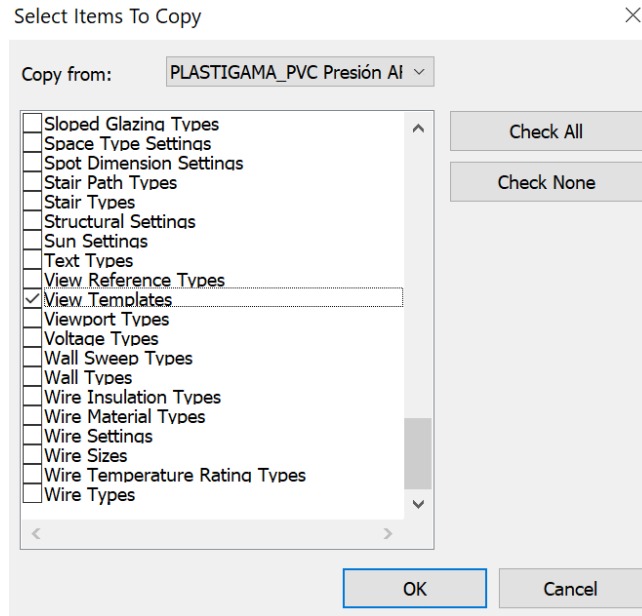 Select Items To Copy
Copy from:
PLASTIGAMA_PVC Presión
Check All
Check None
Sloped Glazing Types
Space Type Settings
Spot Dimension Settings
Stair Path Types
Stair Types
Structural Settings
Sun Settings
Text Types
View Reference Types
View Templates
Viewport Types
Voltage Types
Wall Sweep Types
Wall Types
Wire Insulation Types
Wire Material Types
Wire Settings
Wire Sizes
Wire Temperature Rating Types
Wire Types
OK
Cancel